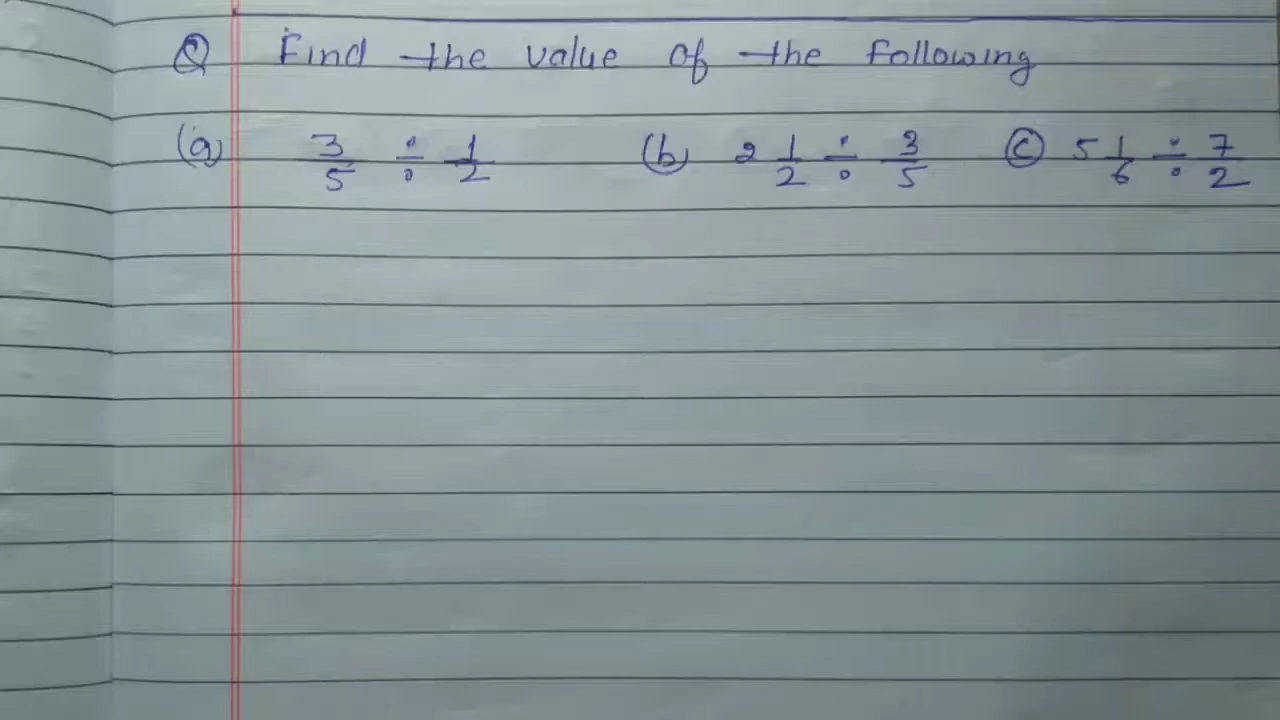 Q Find the value of the following
(a) 3/5 ÷ 1/2 (b) 2 1/2 ÷ 3/5 (c) 5 1/6 ÷ 7/2